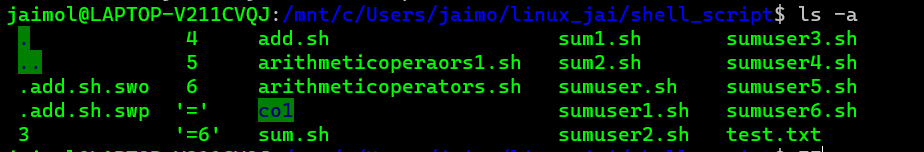 jaimol@LAPTOP-V211CVQJ:/mnt/c/Users/jaimo/linux_jai/shell_script$ ls -a
. 4 add.sh sum1.sh sumuser3.sh
.. 5 arithmeticoperaors1.sh sum2.sh sumuser4.sh
.add.sh.swo 6 arithmeticoperators.sh sumuser.sh sumuser5.sh
.add.sh.swp '=' co1 sumuser1.sh sumuser6.sh
3 '=6' sum.sh sumuser2.sh test.txt